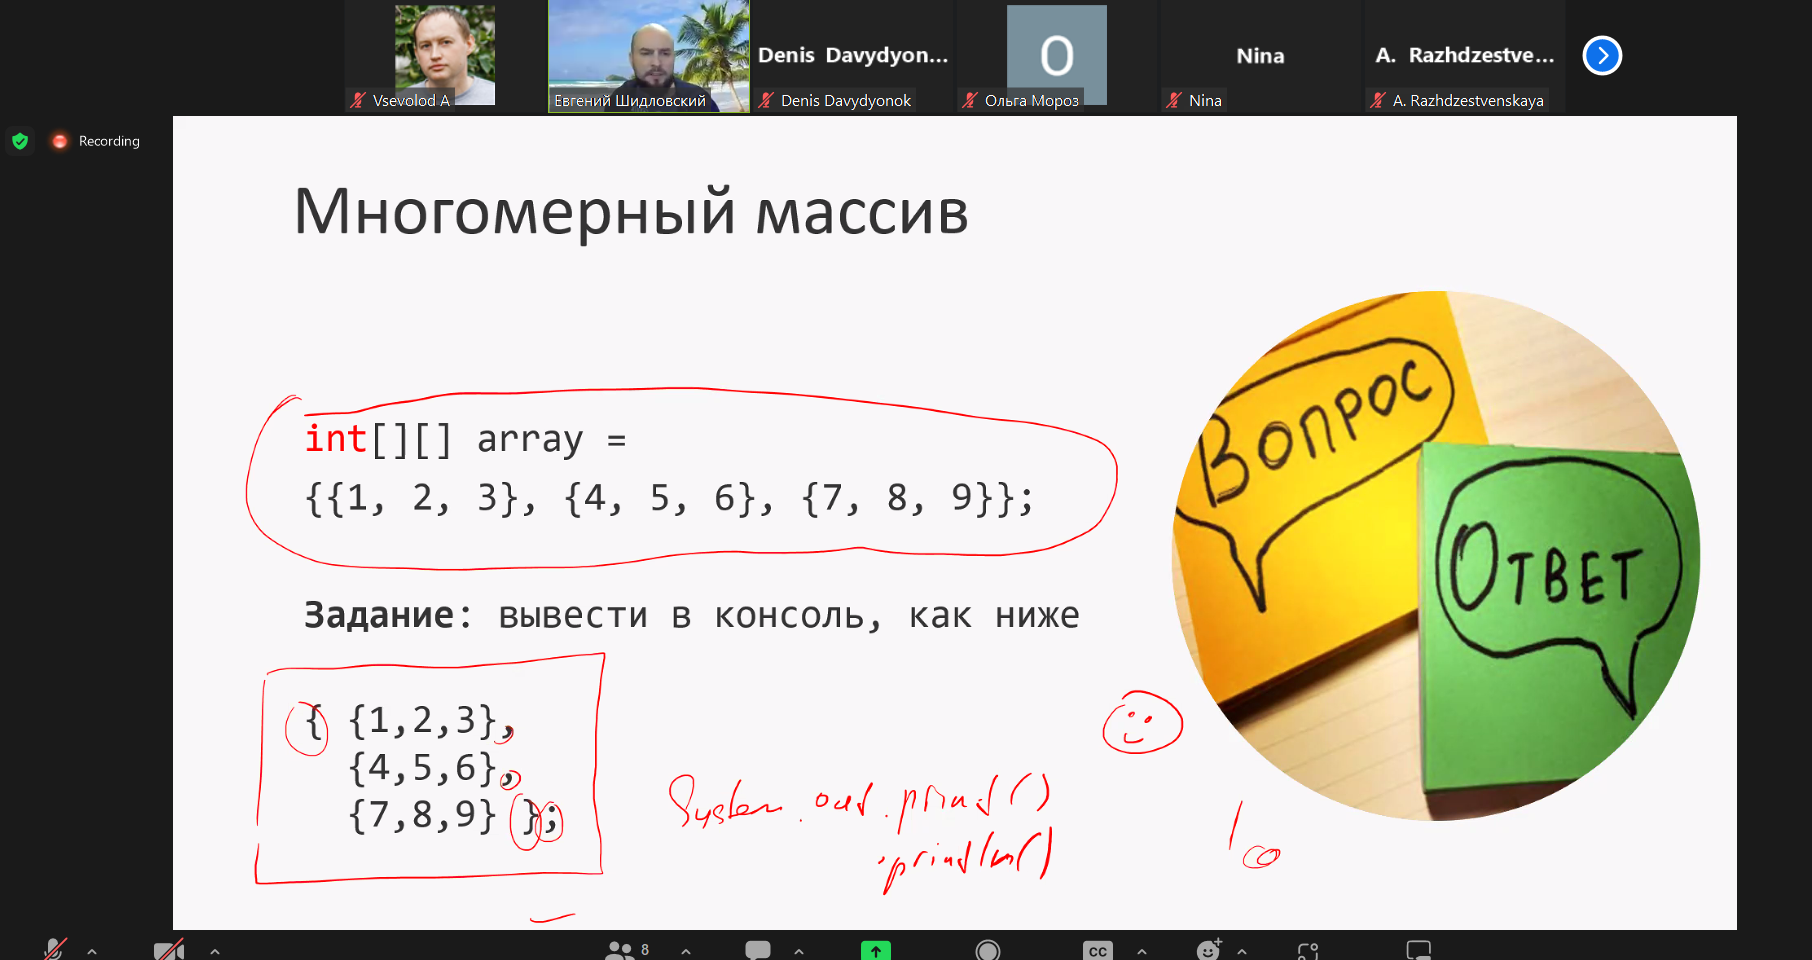 Denis Davydyon...
O
Nina
A. Razhdzestve...
Vsevolod A
Евгений Шидловский
Denis Davydyonok
Ольга Мороз
Nina
A. Razhdzestvenskaya
Recording
Многомерный массив
int[][] array =
{{1, 2, 3}, {4, 5, 6}, {7, 8, 9}};
Вопрос
Ответ
Задание: вывести в консоль, как ниже
{ {1,2,3},
{4,5,6},
{7,8,9} };
System.out.print()
.println()
8
CC